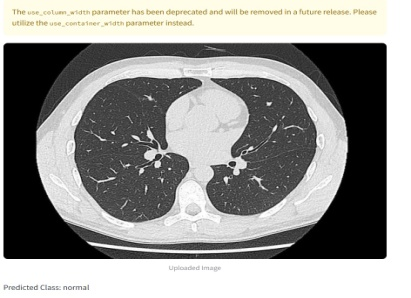 The use_column_width parameter has been deprecated and will be removed in a future release. Please
utilize the use_container_width parameter instead.
Uploaded Image
Predicted Class: normal